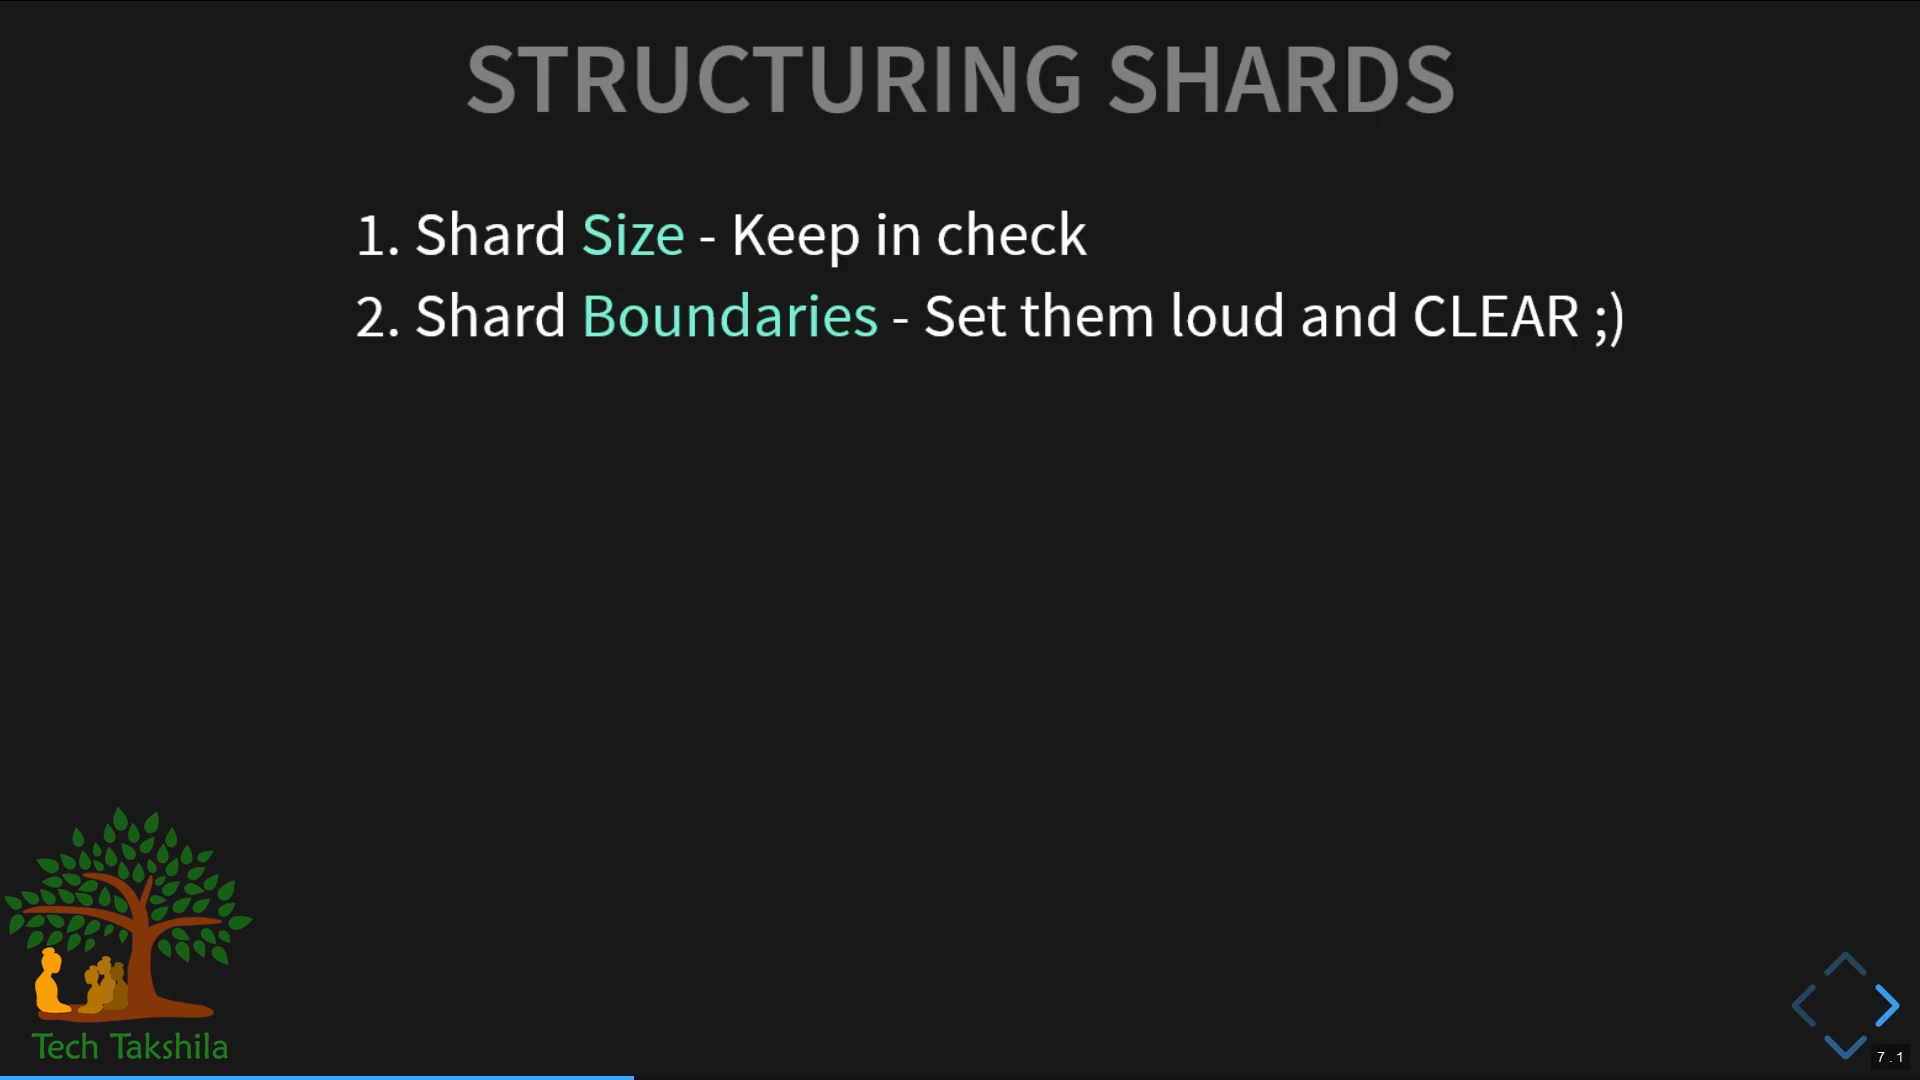 STRUCTURING SHARDS
1. Shard Size - Keep in check
2. Shard Boundaries - Set them loud and CLEAR ;)
Tech Takshila
7 . 1